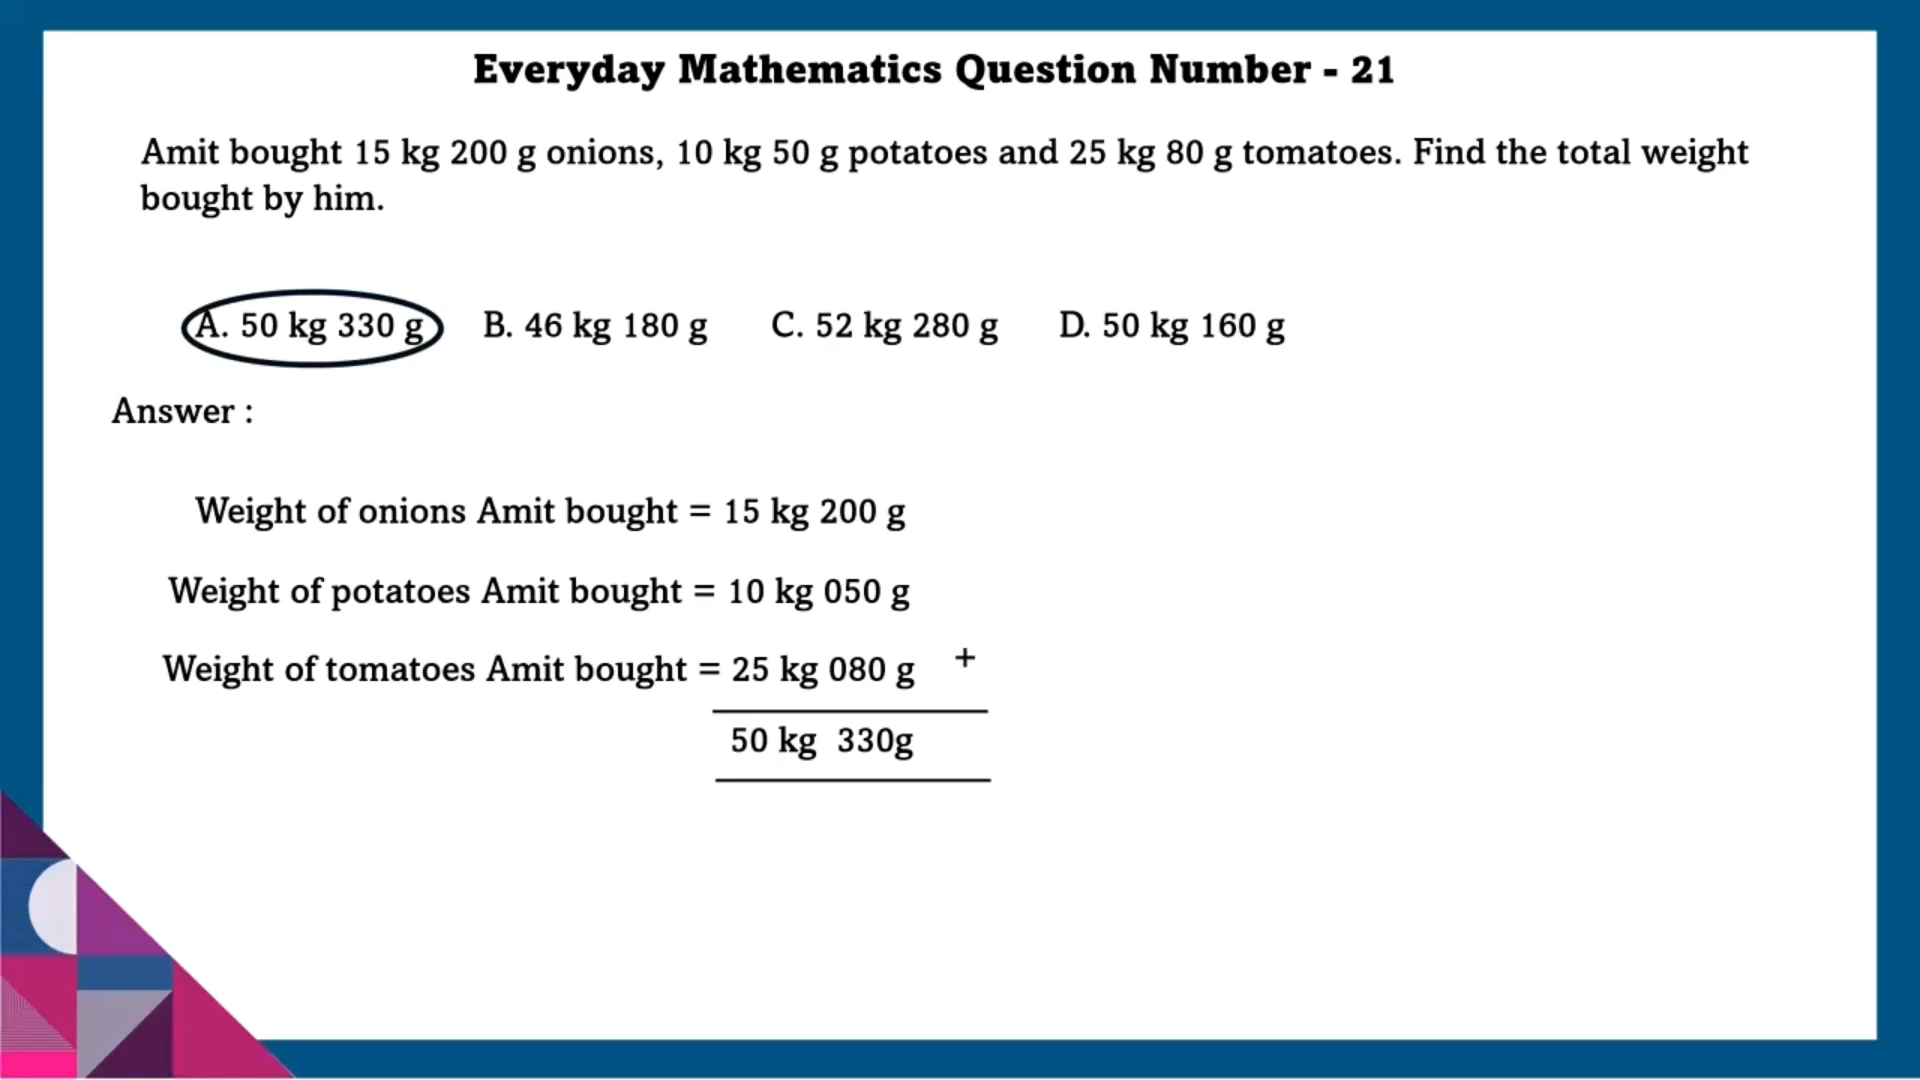 Everyday Mathematics Question Number - 21
Amit bought 15 kg 200 g onions, 10 kg 50 g potatoes and 25 kg 80 g tomatoes. Find the total weight
bought by him.
A. 50 kg 330 g B. 46 kg 180 g C. 52 kg 280 g D. 50 kg 160 g
Answer :
Weight of onions Amit bought = 15 kg 200 g
Weight of potatoes Amit bought = 10 kg 050 g
Weight of tomatoes Amit bought = 25 kg 080 g +
50 kg 330g